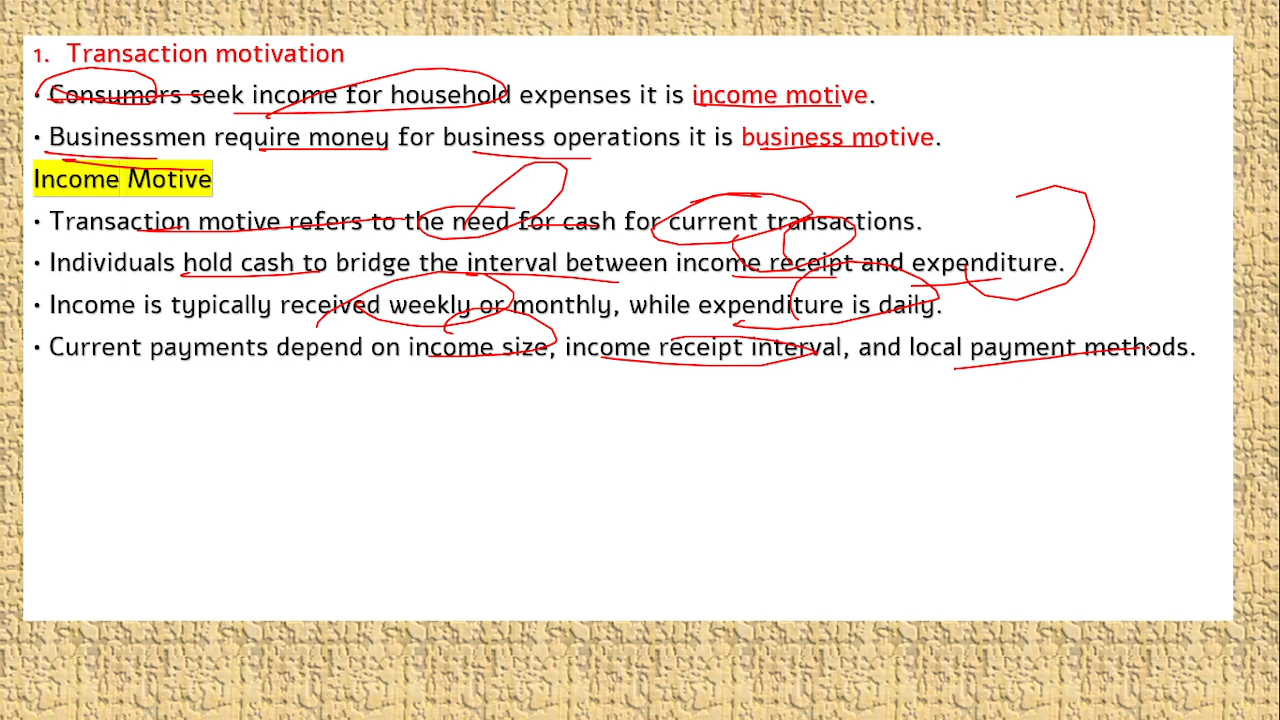 1. Transaction motivation
• Consumers seek income for household expenses it is income motive.
• Businessmen require money for business operations it is business motive.
Income Motive
• Transaction motive refers to the need for cash for current transactions.
• Individuals hold cash to bridge the interval between income receipt and expenditure.
• Income is typically received weekly or monthly, while expenditure is daily.
• Current payments depend on income size, income receipt interval, and local payment methods.